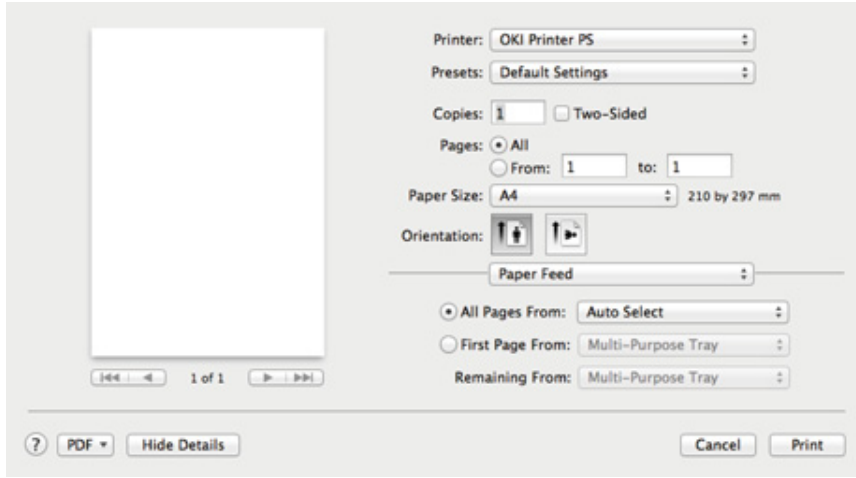 Printer: OKI Printer PS
Presets: Default Settings
Copies: 1 Two-Sided
Pages: All
From: 1 to: 1
Paper Size: A4 210 by 297 mm
Orientation:
Paper Feed
All Pages From: Auto Select
First Page From: Multi-Purpose Tray
Remaining From: Multi-Purpose Tray
1 of 1
? PDF Hide Details Cancel Print